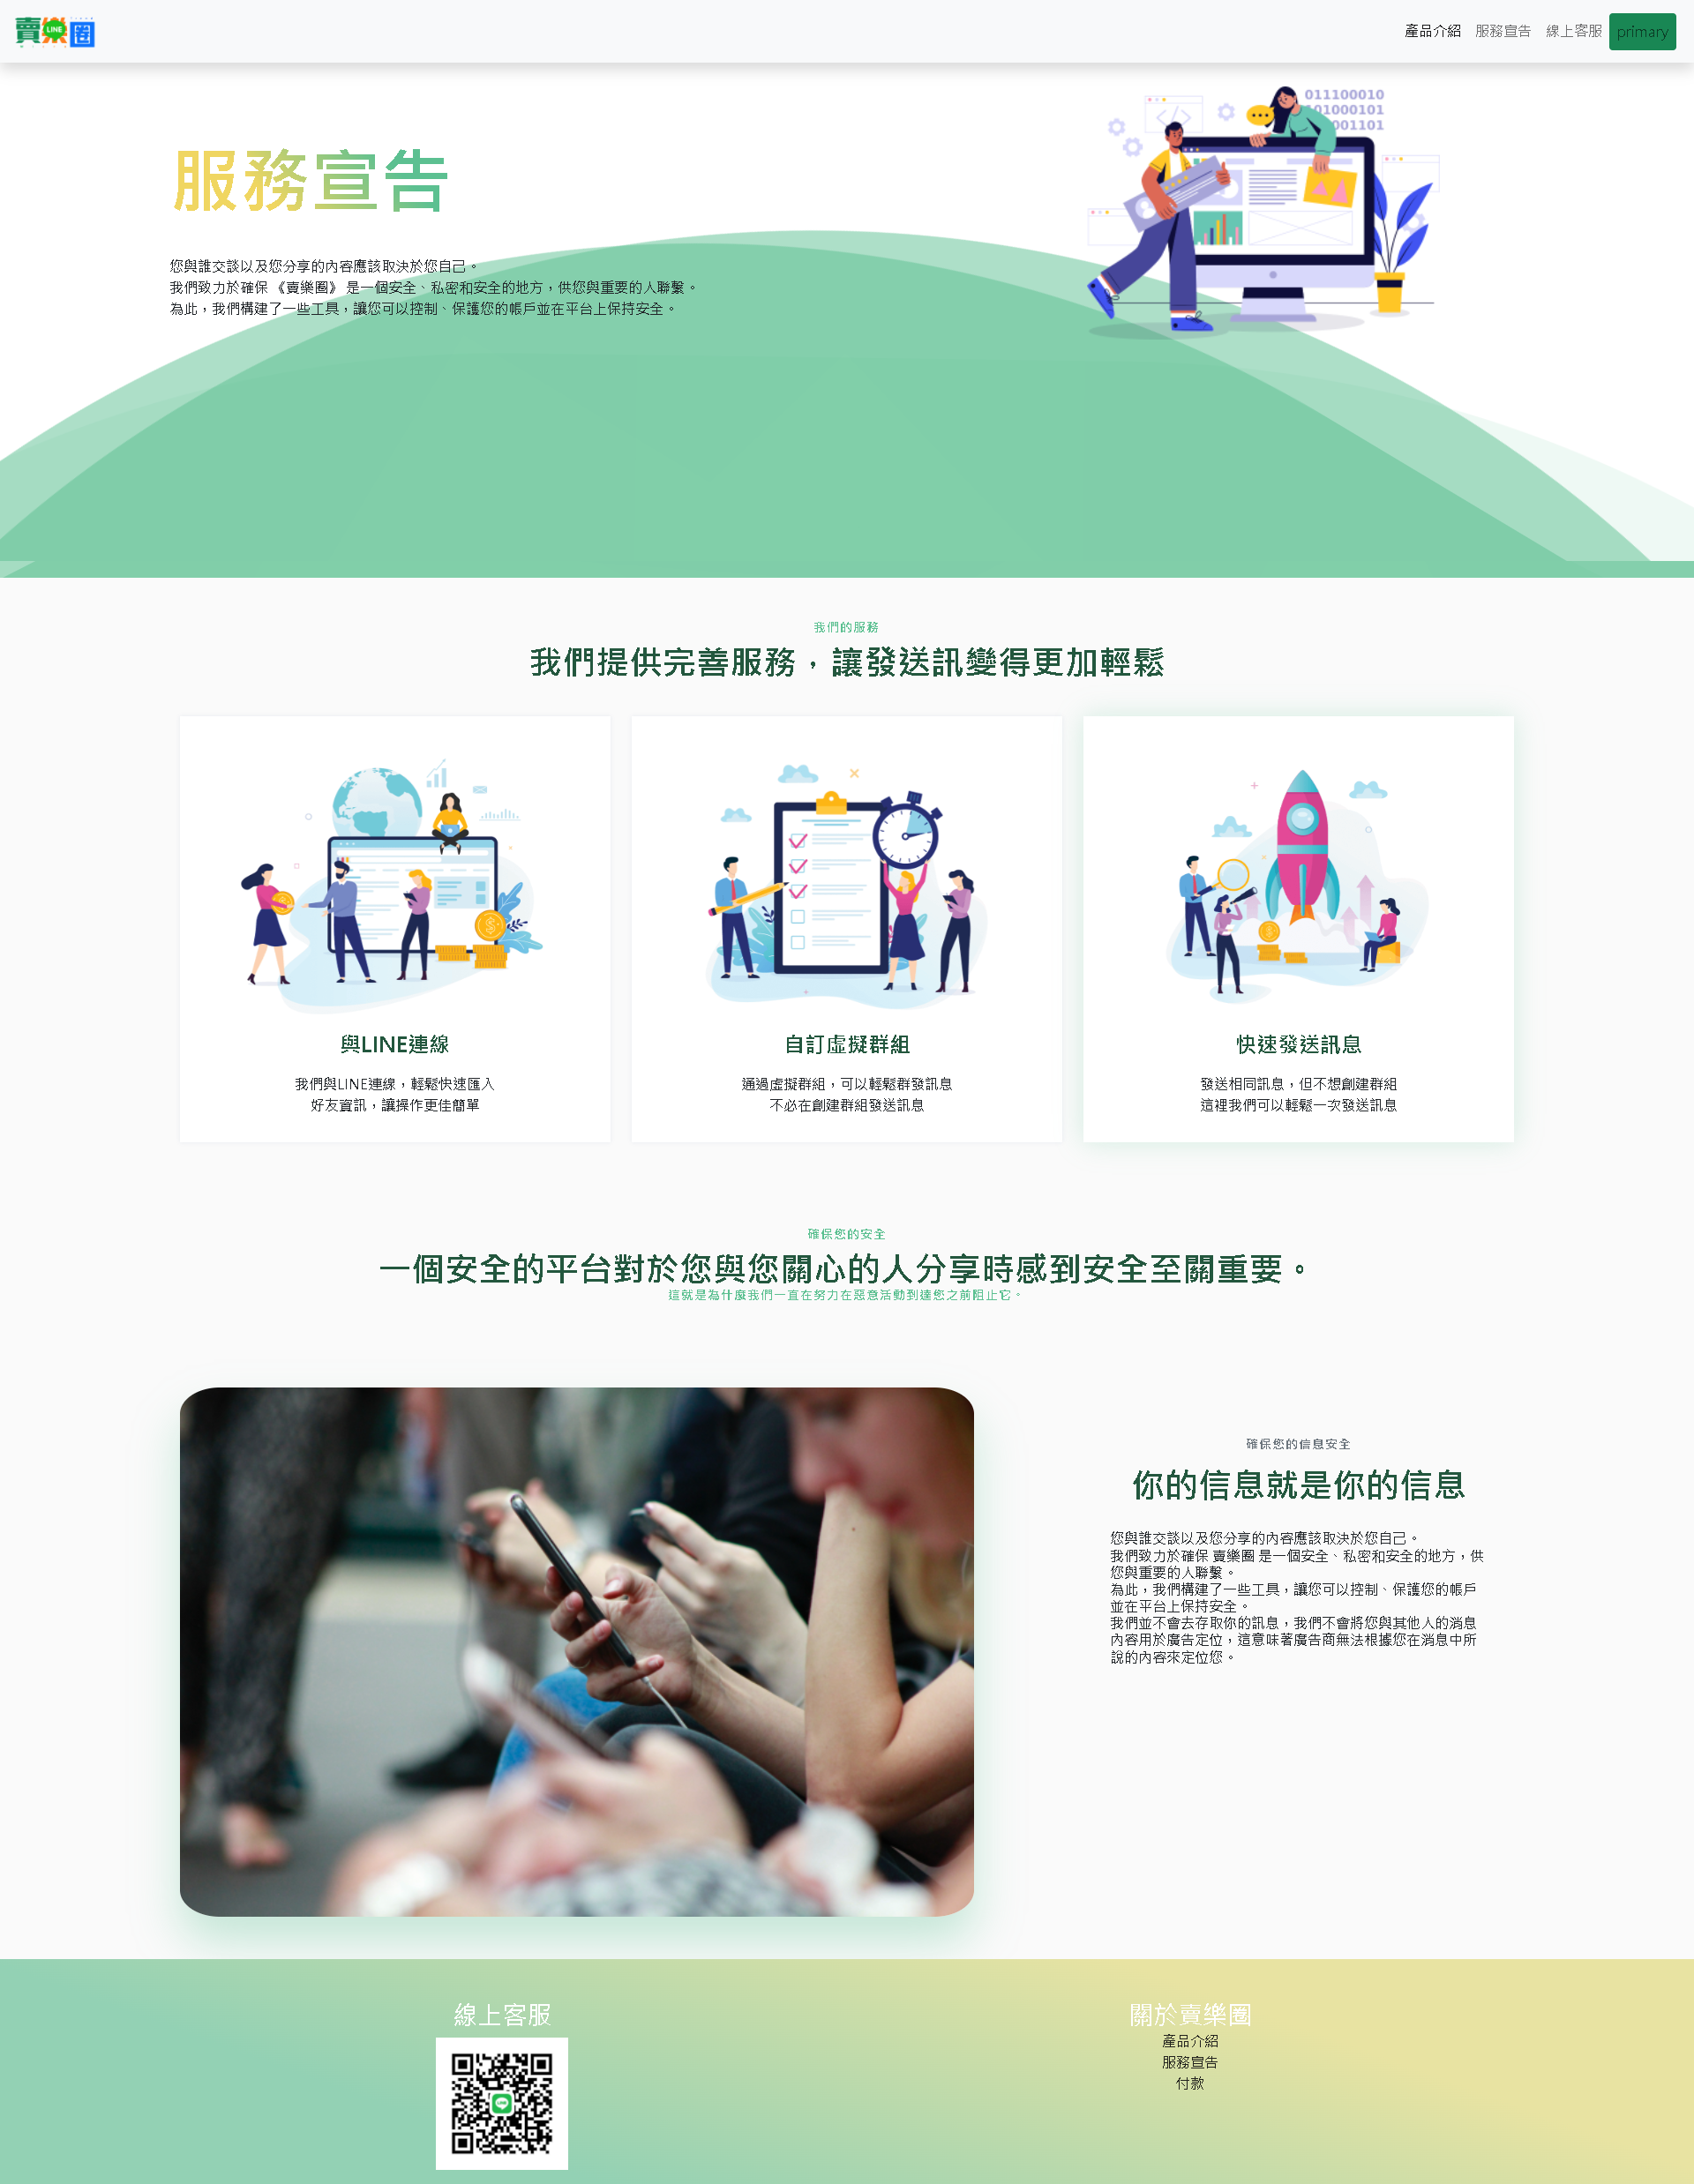 賣樂圈
LINE
產品介紹
服務宣告
線上客服
primary
011100010
101000101
001101
服務宣告
您與誰交談以及您分享的內容應該取決於您自己。
我們致力於確保 《賣樂圈》 是一個安全、私密和安全的地方，供您與重要的人聯繫。
為此，我們構建了一些工具，讓您可以控制、保護您的帳戶並在平台上保持安全。
我們的服務
我們提供完善服務，讓發送訊變得更加輕鬆
與LINE連線
我們與LINE連線，輕鬆快速匯入
好友資訊，讓操作更佳簡單
自訂虛擬群組
通過虛擬群組，可以輕鬆群發訊息
不必在創建群組發送訊息
快速發送訊息
發送相同訊息，但不想創建群組
這裡我們可以輕鬆一次發送訊息
確保您的安全
一個安全的平台對於您與您關心的人分享時感到安全至關重要。
這就是為什麼我們一直在努力在惡意活動到達您之前阻止它。
確保您的信息安全
你的信息就是你的信息
您與誰交談以及您分享的內容應該取決於您自己。
我們致力於確保 賣樂圈 是一個安全、私密和安全的地方，供
您與重要的人聯繫。
為此，我們構建了一些工具，讓您可以控制、保護您的帳戶
並在平台上保持安全。
我們並不會去存取你的訊息，我們不會將您與其他人的消息
內容用於廣告定位，這意味著廣告商無法根據您在消息中所
說的內容來定位您。
線上客服
關於賣樂圈
產品介紹
服務宣告
付款